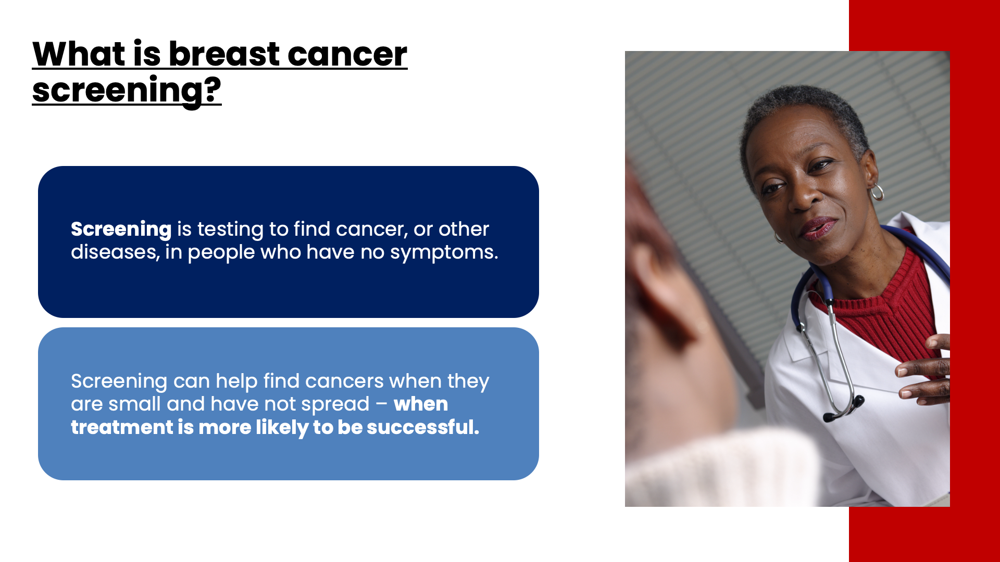 What is breast cancer
screening?
Screening is testing to find cancer, or other
diseases, in people who have no symptoms.
Screening can help find cancers when they
are small and have not spread – when
treatment is more likely to be successful.